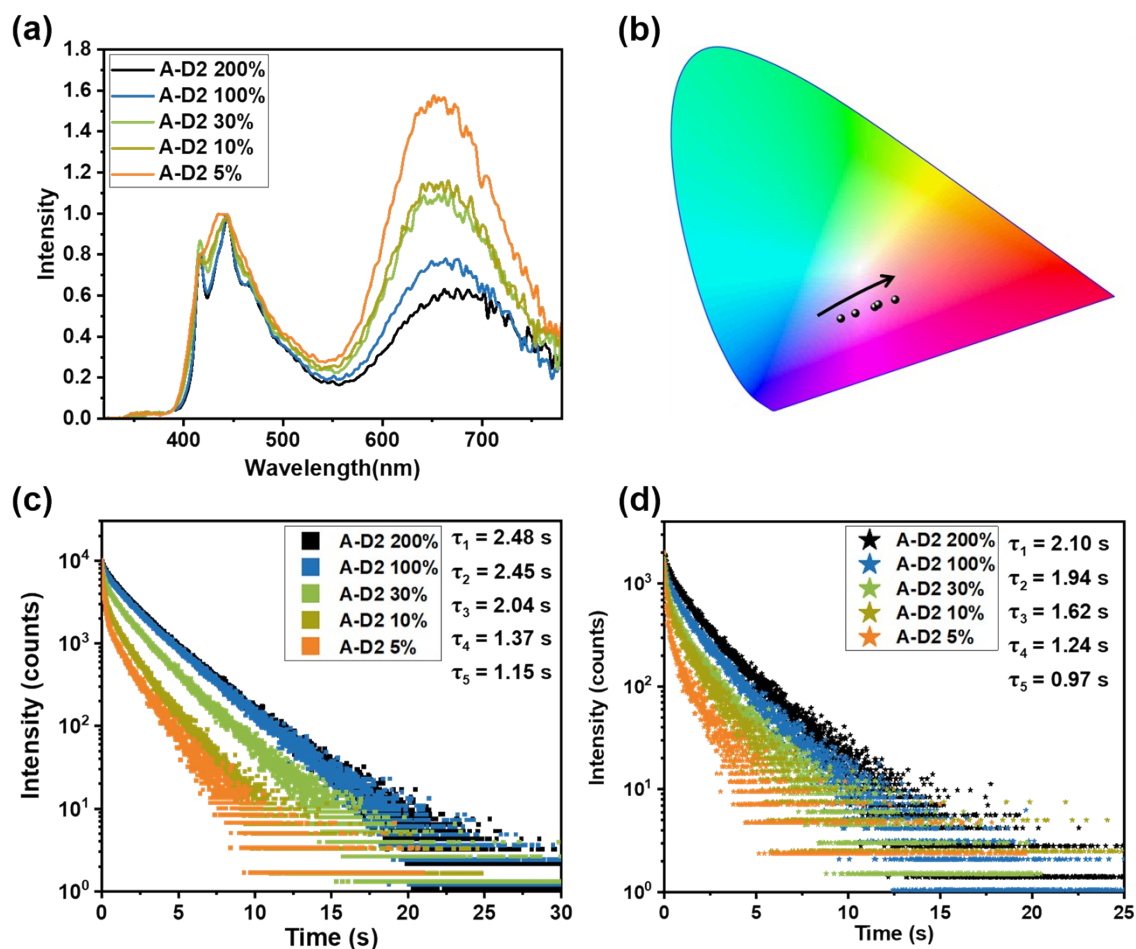 (a)
1.8
1.6
1.4
1.2
1.0
0.8
0.6
0.4
0.2
0.0
Intensity
A-D2 200%
A-D2 100%
A-D2 30%
A-D2 10%
A-D2 5%
400
500
600
700
Wavelength(nm)
(b)
(c)
10⁴
10³
10²
10¹
10⁰
Intensity (counts)
A-D2 200%
A-D2 100%
A-D2 30%
A-D2 10%
A-D2 5%
τ₁ = 2.48 s
τ₂ = 2.45 s
τ₃ = 2.04 s
τ₄ = 1.37 s
τ₅ = 1.15 s
0
5
10
15
20
25
30
Time (s)
(d)
10³
10²
10¹
10⁰
Intensity (counts)
A-D2 200%
A-D2 100%
A-D2 30%
A-D2 10%
A-D2 5%
τ₁ = 2.10 s
τ₂ = 1.94 s
τ₃ = 1.62 s
τ₄ = 1.24 s
τ₅ = 0.97 s
0
5
10
15
20
25
Time (s)